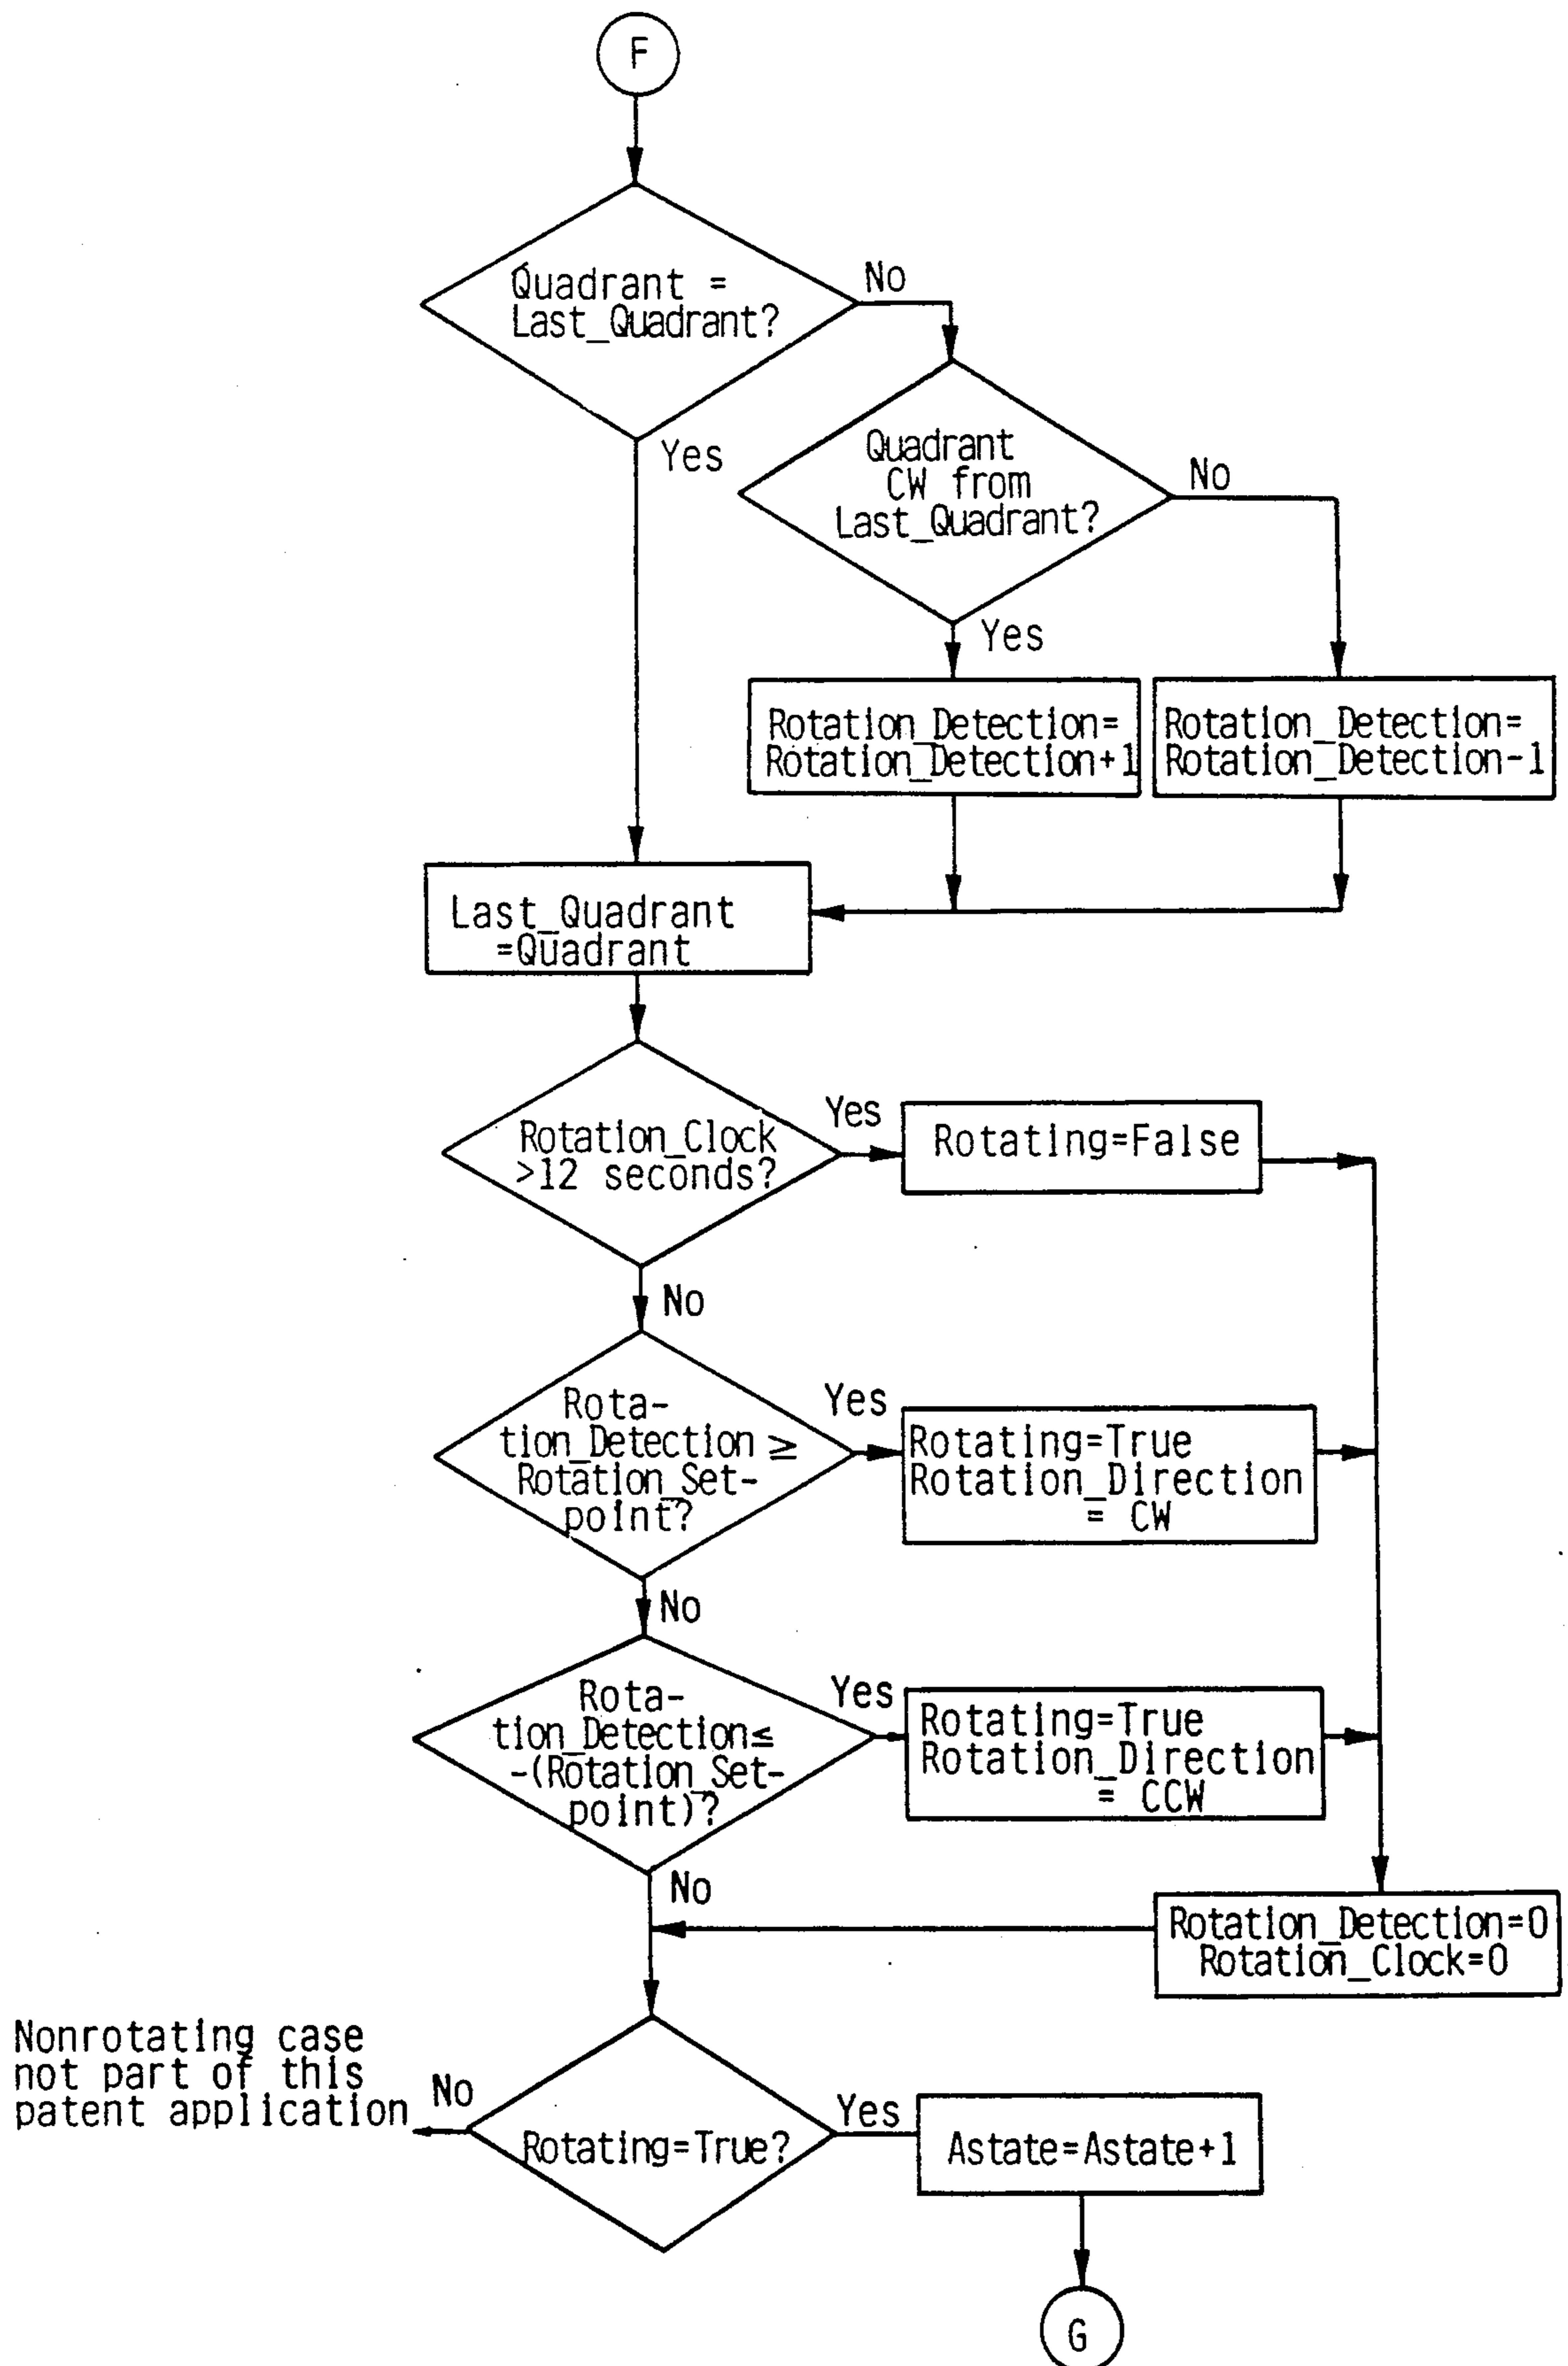 F
Quadrant =
Last_Quadrant?
No
Yes
Quadrant
CW from
Last_Quadrant?
No
Yes
Rotation_Detection=
Rotation_Detection+1
Rotation_Detection=
Rotation_Detection-1
Last_Quadrant
=Quadrant
Rotation_Clock
>12 seconds?
Yes
Rotating=False
No
Rota-
tion_Detection ≥
Rotation_Set-
point?
Yes
Rotating=True
Rotation_Direction
= CW
No
Rota-
tion_Detection≤
-(Rotation_Set-
point)?
Yes
Rotating=True
Rotation_Direction
= CCW
No
Rotation_Detection=0
Rotation_Clock=0
Nonrotating case
not part of this
patent application
No
Rotating=True?
Yes
Astate=Astate+1
G